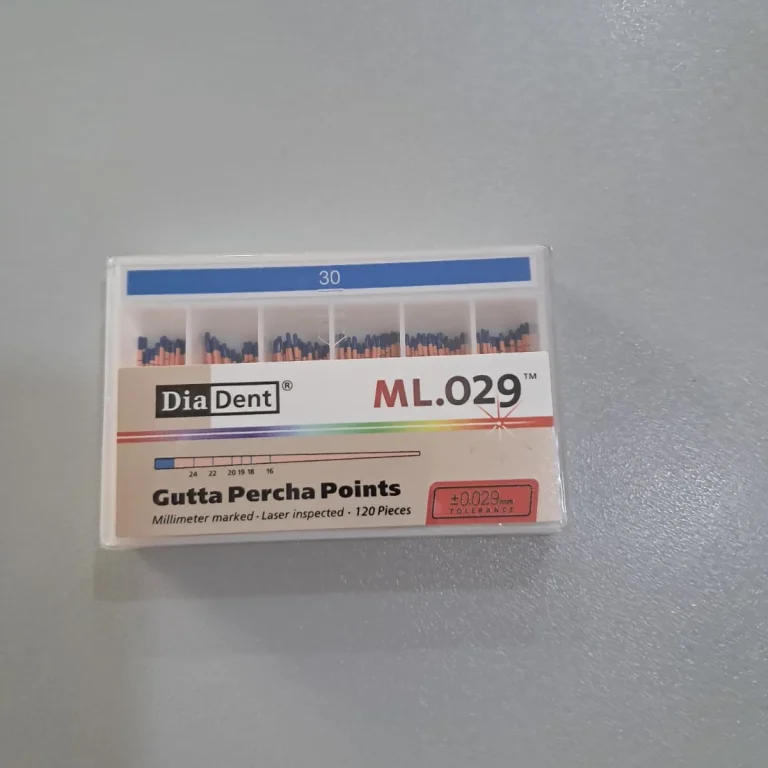 30
DiaDent®
ML.029™
24 22 20 19 18 16
Gutta Percha Points
Millimeter marked · Laser inspected · 120 Pieces
±0.029mm
TOLERANCE